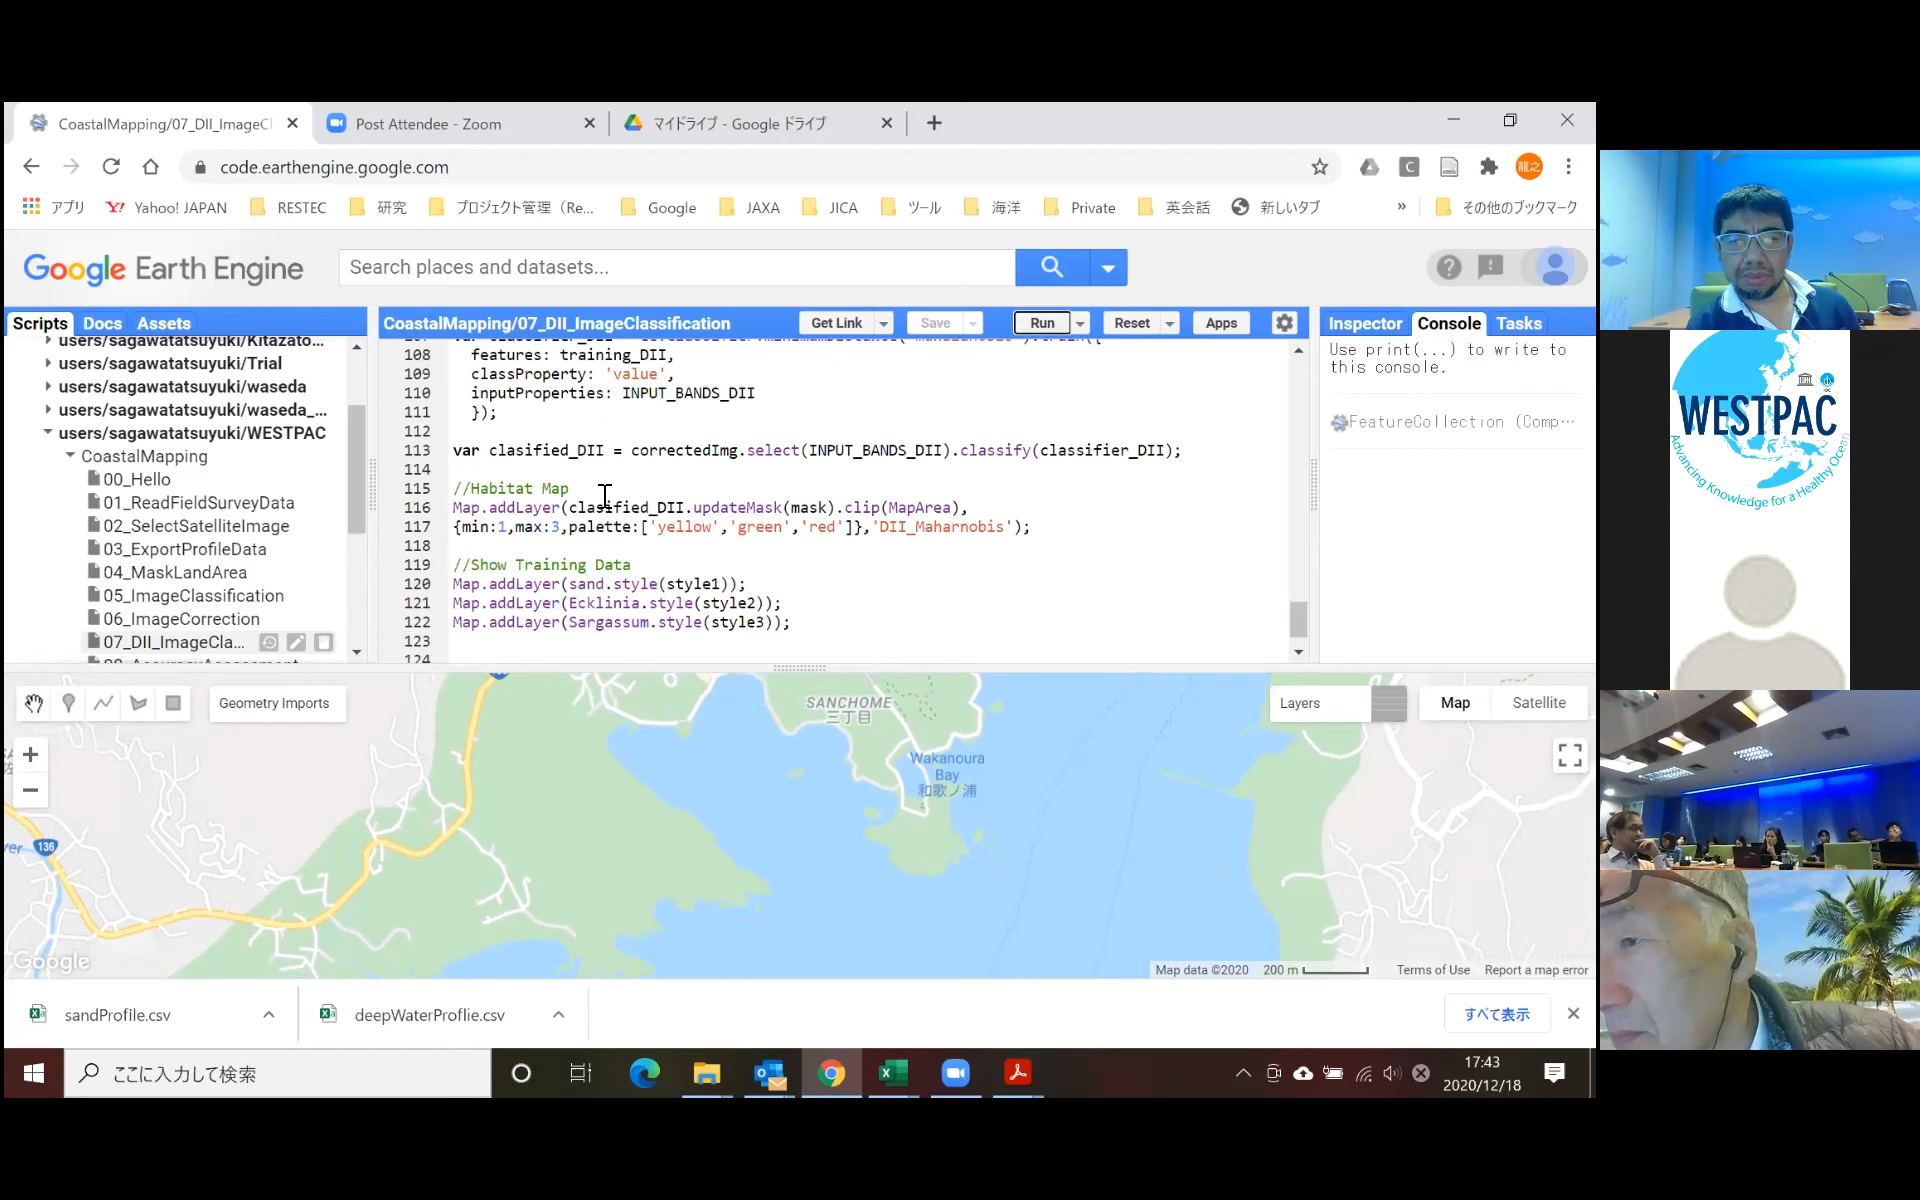 CoastalMapping/07_DII_ImageCl
Post Attendee - Zoom
マイドライブ - Google ドライブ
code.earthengine.google.com
龍之
アプリ
Yahoo! JAPAN
RESTEC
研究
プロジェクト管理（Re...
Google
JAXA
JICA
ツール
海洋
Private
英会話
新しいタブ
»
その他のブックマーク
Google Earth Engine
Search places and datasets...
Scripts
Docs
Assets
CoastalMapping/07_DII_ImageClassification
Get Link
Save
Run
Reset
Apps
Inspector
Console
Tasks
users/sagawatatsuyuki/Kitazato...
users/sagawatatsuyuki/Trial
users/sagawatatsuyuki/waseda
users/sagawatatsuyuki/waseda_...
users/sagawatatsuyuki/WESTPAC
CoastalMapping
00_Hello
01_ReadFieldSurveyData
02_SelectSatelliteImage
03_ExportProfileData
04_MaskLandArea
05_ImageClassification
06_ImageCorrection
07_DII_ImageCla...
108 features: training_DII,
109 classProperty: 'value',
110 inputProperties: INPUT_BANDS_DII
111 });
112
113 var clasified_DII = correctedImg.select(INPUT_BANDS_DII).classify(classifier_DII);
114
115 //Habitat Map
116 Map.addLayer(clasified_DII.updateMask(mask).clip(MapArea),
117 {min:1,max:3,palette:['yellow','green','red']},'DII_Maharnobis');
118
119 //Show Training Data
120 Map.addLayer(sand.style(style1));
121 Map.addLayer(Ecklinia.style(style2));
122 Map.addLayer(Sargassum.style(style3));
123
124
Use print(...) to write to
this console.
FeatureCollection (Comp...
Geometry Imports
Layers
Map
Satellite
SANCHOME
三丁目
Wakanoura
Bay
和歌ノ浦
136
Google
Map data ©2020
200 m
Terms of Use
Report a map error
sandProfile.csv
deepWaterProflie.csv
すべて表示
ここに入力して検索
17:43
2020/12/18
WESTPAC
Advancing Knowledge for a Healthy Ocean